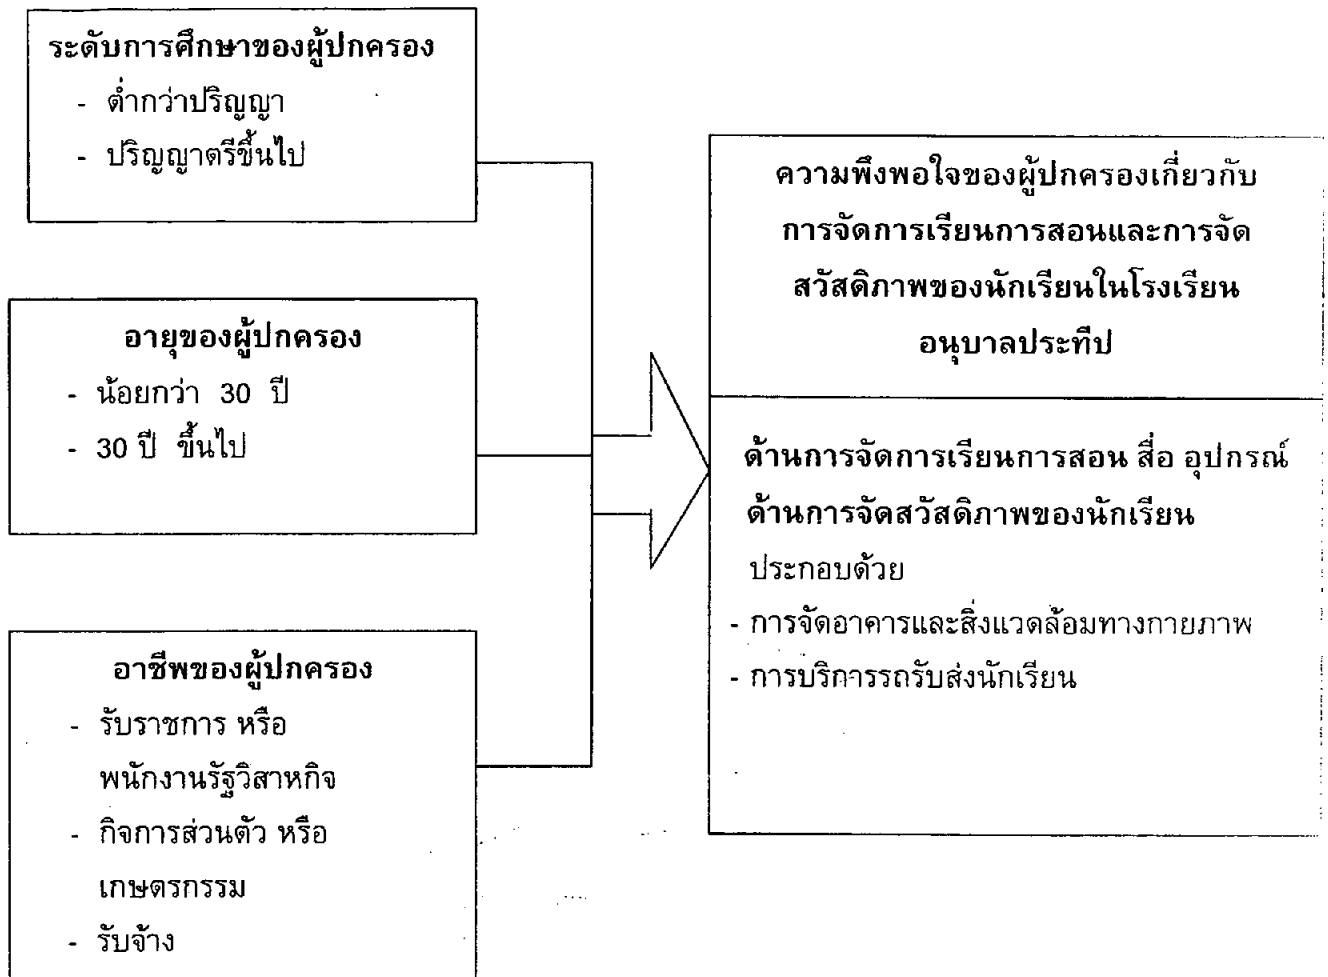 ระดับการศึกษาของผู้ปกครอง
- ต่ำกว่าปริญญา
- ปริญญาตรีขึ้นไป
อายุของผู้ปกครอง
- น้อยกว่า 30 ปี
- 30 ปี ขึ้นไป
อาชีพของผู้ปกครอง
- รับราชการ หรือ
พนักงานรัฐวิสาหกิจ
- กิจการส่วนตัว หรือ
เกษตรกรรม
- รับจ้าง
ความพึงพอใจของผู้ปกครองเกี่ยวกับ
การจัดการเรียนการสอนและการจัด
สวัสดิภาพของนักเรียนในโรงเรียน
อนุบาลประทีป
ด้านการจัดการเรียนการสอน สื่อ อุปกรณ์
ด้านการจัดสวัสดิภาพของนักเรียน
ประกอบด้วย
- การจัดอาคารและสิ่งแวดล้อมทางกายภาพ
- การบริการรถรับส่งนักเรียน